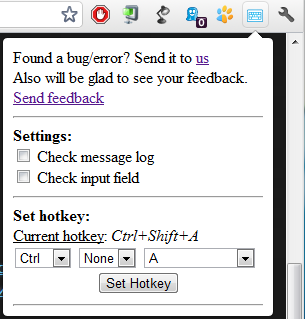 0
Found a bug/error? Send it to us
Also will be glad to see your feedback.
Send feedback
Settings:
Check message log
Check input field
Set hotkey:
Current hotkey: Ctrl+Shift+A
Ctrl None A
Set Hotkey